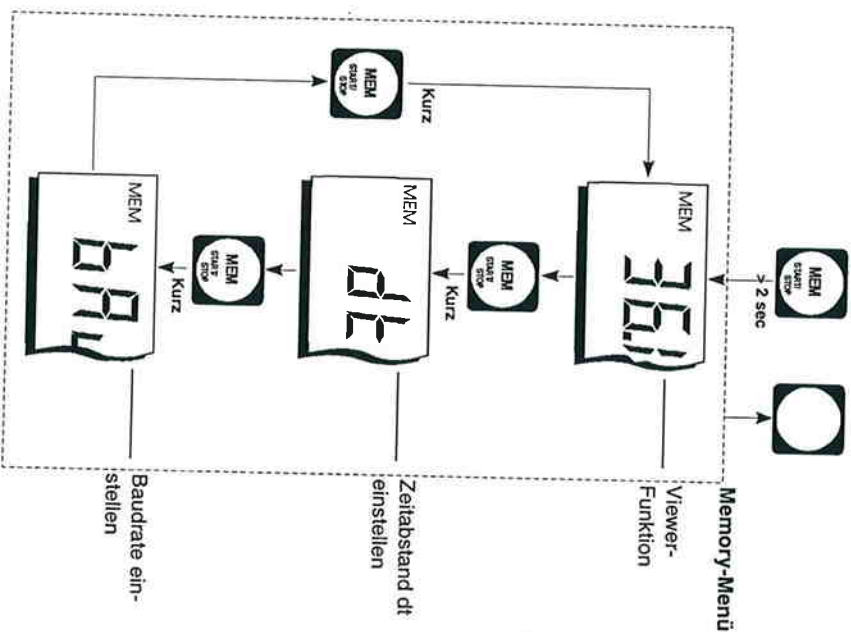 MEM
START/
STOP
> 2 sec
Memory-Menü
MEM
Viewer-
Funktion
MEM
START/
STOP
Kurz
Kurz
MEM
START/
STOP
MEM
dt
Zeitabstand dt
einstellen
MEM
START/
STOP
Kurz
MEM
Baudrate ein-
stellen